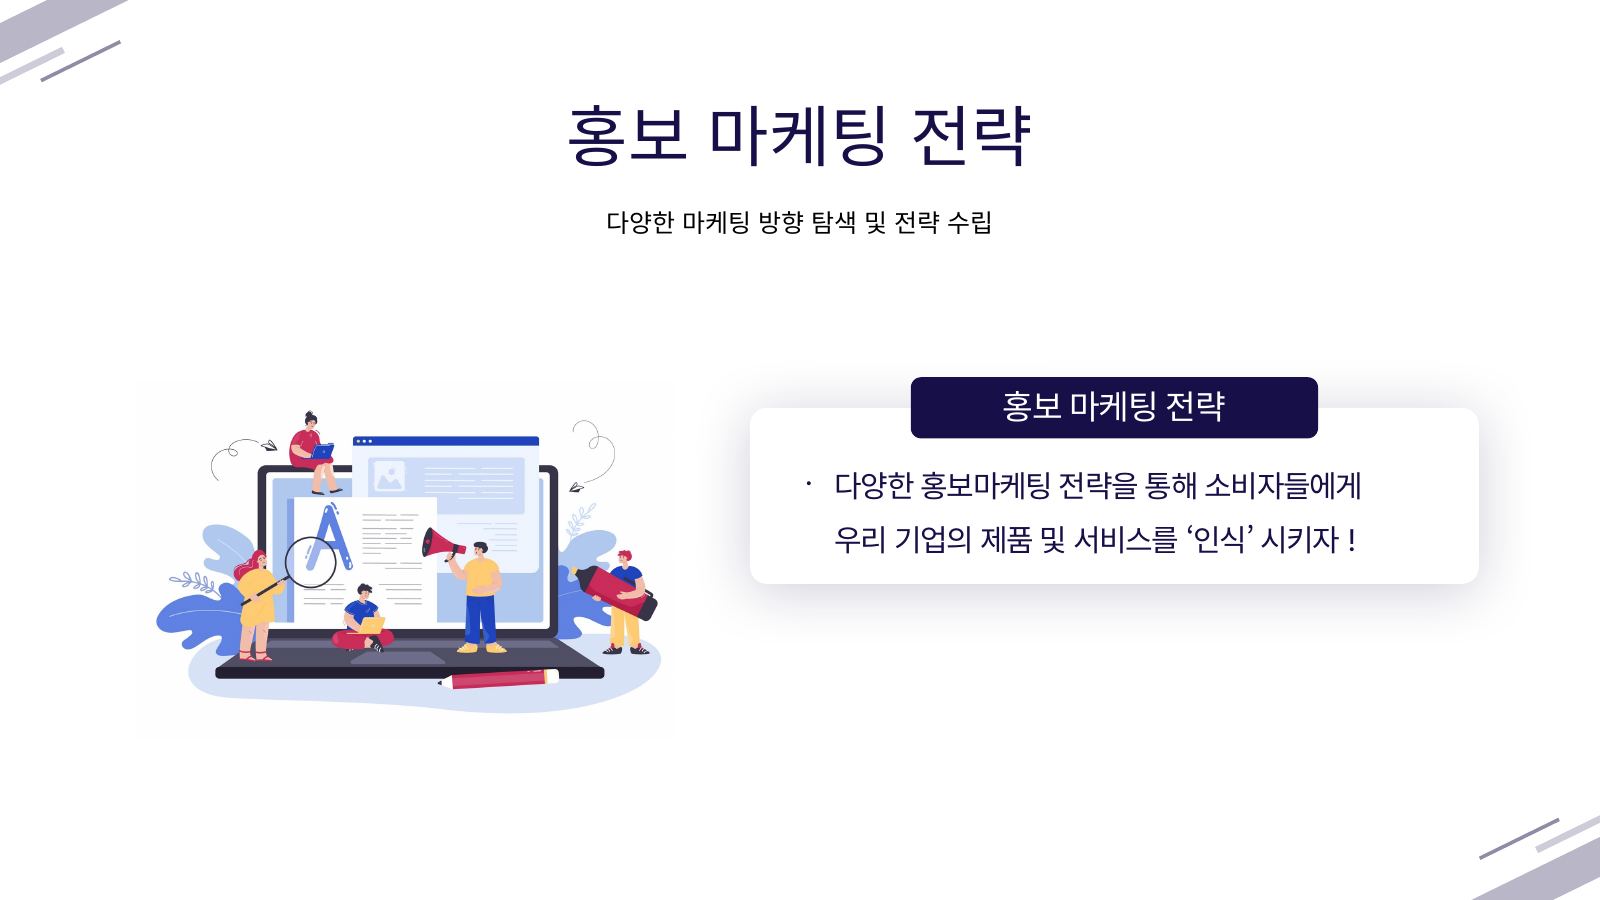 홍보 마케팅 전략
다양한 마케팅 방향 탐색 및 전략 수립
홍보 마케팅 전략
· 다양한 홍보마케팅 전략을 통해 소비자들에게
우리 기업의 제품 및 서비스를 ‘인식’ 시키자 !
A